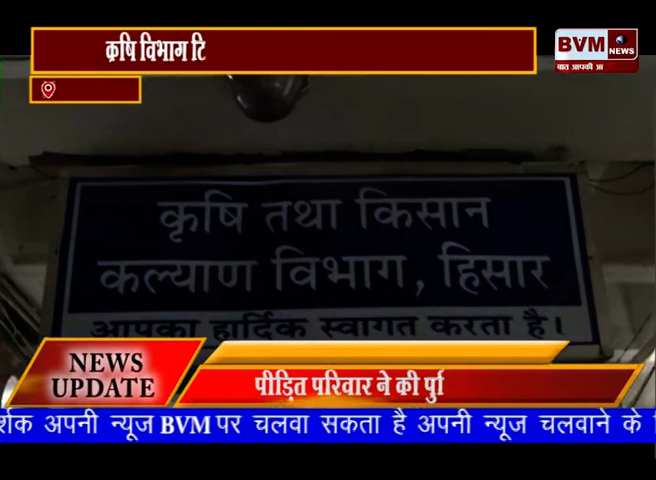 कृषि विभाग टि
BVM NEWS
बात आपकी आ
कृषि तथा किसान
कल्याण विभाग, हिसार
आपका हार्दिक स्वागत करता है।
NEWS
UPDATE
पीड़ित परिवार ने की पुर्
र्शक अपनी न्यूज BVM पर चलवा सकता है अपनी न्यूज चलवाने के